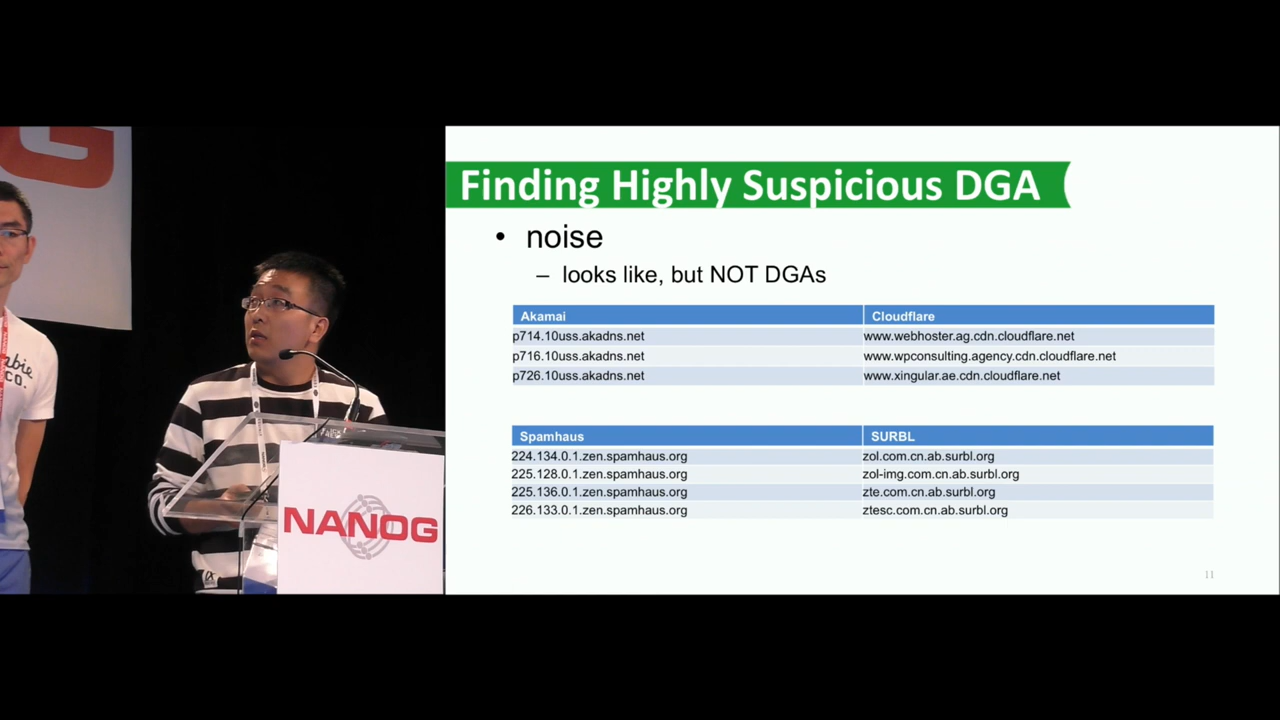 G
bie
CO.
NANOG
Finding Highly Suspicious DGA
• noise
– looks like, but NOT DGAs
Akamai Cloudflare
p714.10uss.akadns.net www.webhoster.ag.cdn.cloudflare.net
p716.10uss.akadns.net www.wpconsulting.agency.cdn.cloudflare.net
p726.10uss.akadns.net www.xingular.ae.cdn.cloudflare.net
Spamhaus SURBL
224.134.0.1.zen.spamhaus.org zol.com.cn.ab.surbl.org
225.128.0.1.zen.spamhaus.org zol-img.com.cn.ab.surbl.org
225.136.0.1.zen.spamhaus.org zte.com.cn.ab.surbl.org
226.133.0.1.zen.spamhaus.org ztesc.com.cn.ab.surbl.org
11